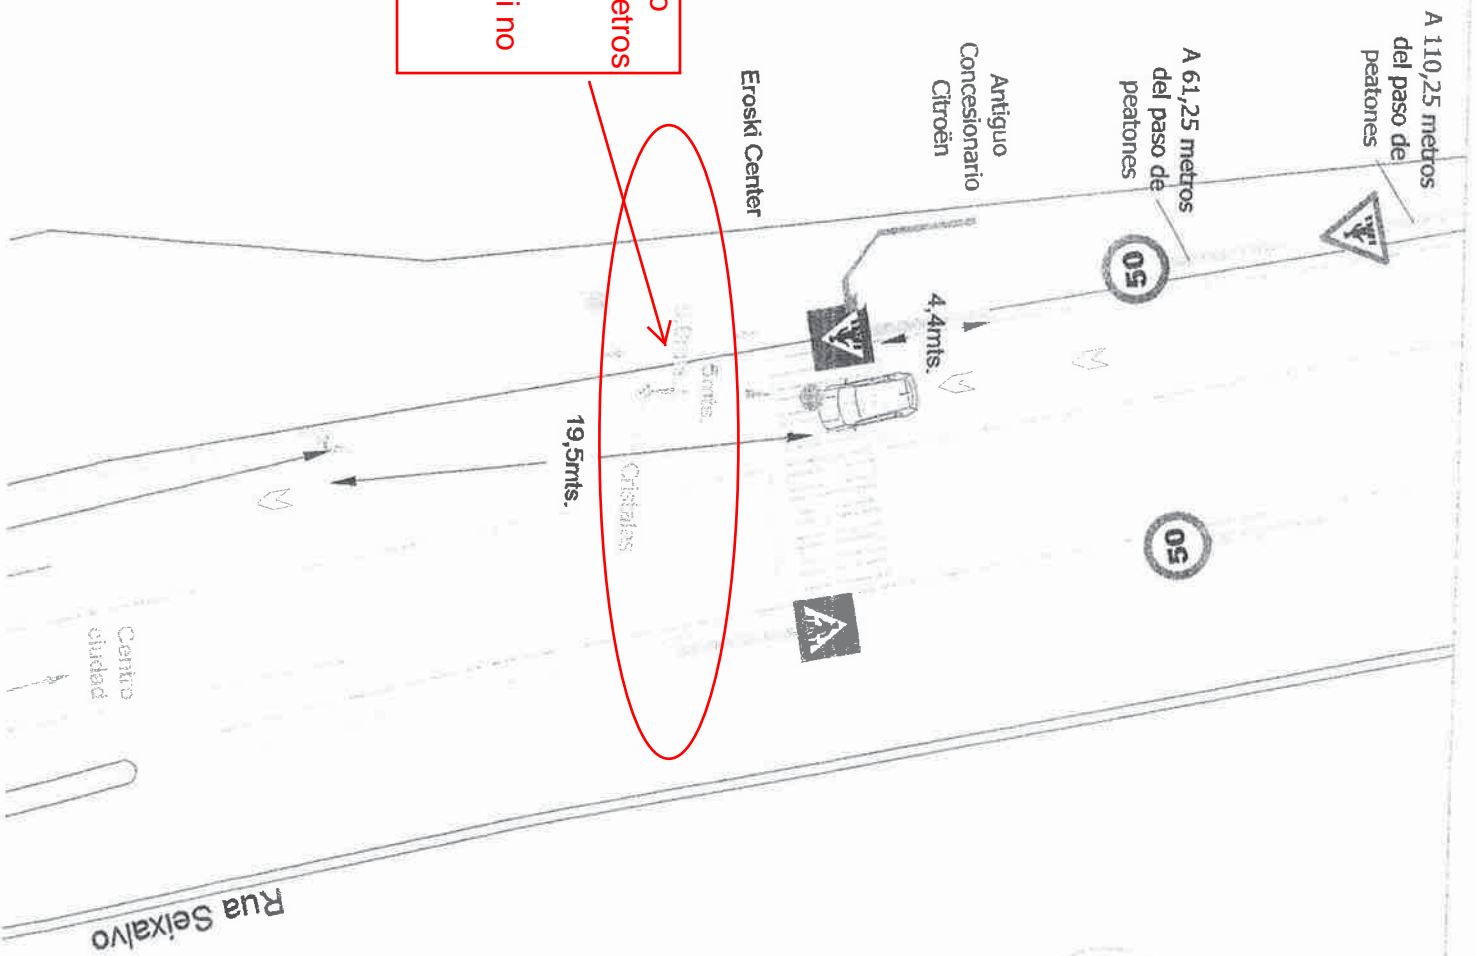 A 110,25 metros
del paso de
peatones
A 61,25 metros
del paso de
peatones
Antiguo
Concesionario
Citroën
Eroski Center
o
etros
i no
50
50
4,4mts.
5mts.
19,5mts.
Cristales
Centro
ciudad
Rua Seixalvo